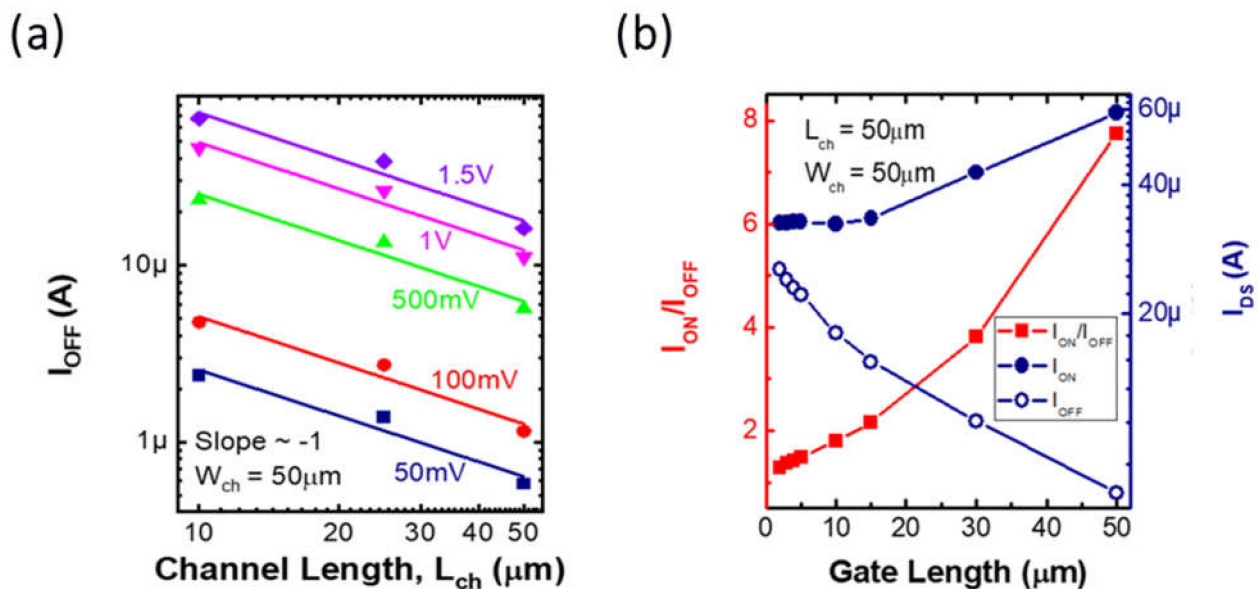 (a)
1.5V
1V
500mV
100mV
50mV
Slope ~ -1
W_ch = 50μm
10μ
1μ
I_OFF (A)
10 20 30 40 50
Channel Length, L_ch (μm)
(b)
L_ch = 50μm
W_ch = 50μm
8
6
4
2
I_ON/I_OFF
60μ
40μ
20μ
I_DS (A)
I_ON/I_OFF
I_ON
I_OFF
0 10 20 30 40 50
Gate Length (μm)